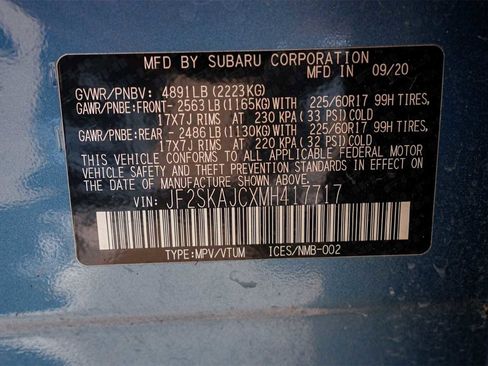 MFD BY SUBARU CORPORATION
IN 09/20
GVWR/PNBV: 4891LB(2223KG)
GAWR/PNBE:FRONT-2563LB(1165KG)WITH 225/60R17 99H TIRES,
17X7J RIMS AT 230 KPA(33 PSI)COLD
GAWR/PNBE:REAR -2486LB(1130KG)WITH 225/60R17 99H TIRES,
17X7J RIMS AT 220 KPA(32 PSI)COLD
THIS VEHICLE CONFORMS TO ALL APPLICABLE FEDERAL MOTOR
VEHICLE SAFETY AND THEFT PREVENTION STANDARDS IN EFFECT
ON THE DATE OF MANUFACTURE SHOWN ABOVE.
VIN: JF2SKAJCXMH417717
TYPE:MPV/VTUM ICES/NMB-002